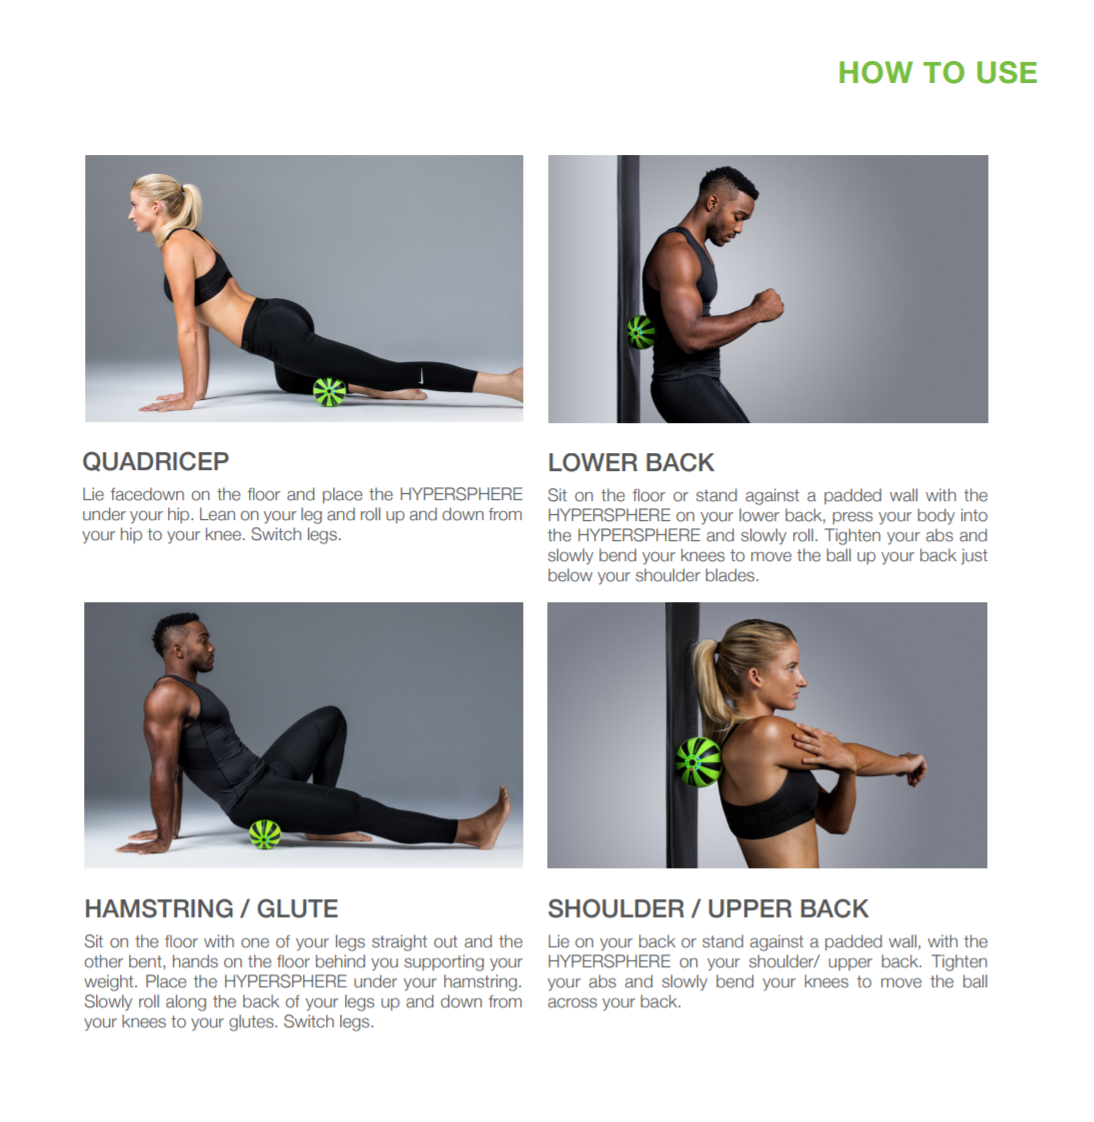 HOW TO USE
QUADRICEP
Lie facedown on the floor and place the HYPERSPHERE
under your hip. Lean on your leg and roll up and down from
your hip to your knee. Switch legs.
LOWER BACK
Sit on the floor or stand against a padded wall with the
HYPERSPHERE on your lower back, press your body into
the HYPERSPHERE and slowly roll. Tighten your abs and
slowly bend your knees to move the ball up your back just
below your shoulder blades.
HAMSTRING / GLUTE
Sit on the floor with one of your legs straight out and the
other bent, hands on the floor behind you supporting your
weight. Place the HYPERSPHERE under your hamstring.
Slowly roll along the back of your legs up and down from
your knees to your glutes. Switch legs.
SHOULDER / UPPER BACK
Lie on your back or stand against a padded wall, with the
HYPERSPHERE on your shoulder/ upper back. Tighten
your abs and slowly bend your knees to move the ball
across your back.